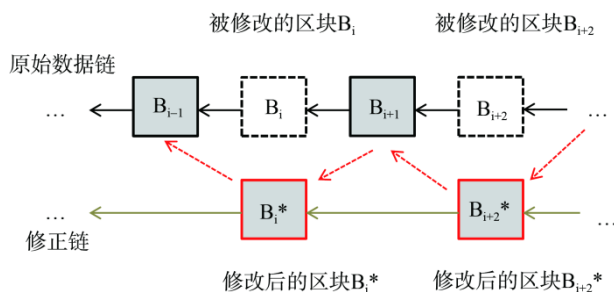 被修改的区块Bi 被修改的区块Bi+2
原始数据链
… Bi−1 Bi Bi+1 Bi+2 …
… Bi* Bi+2* …
修正链
修改后的区块Bi* 修改后的区块Bi+2*